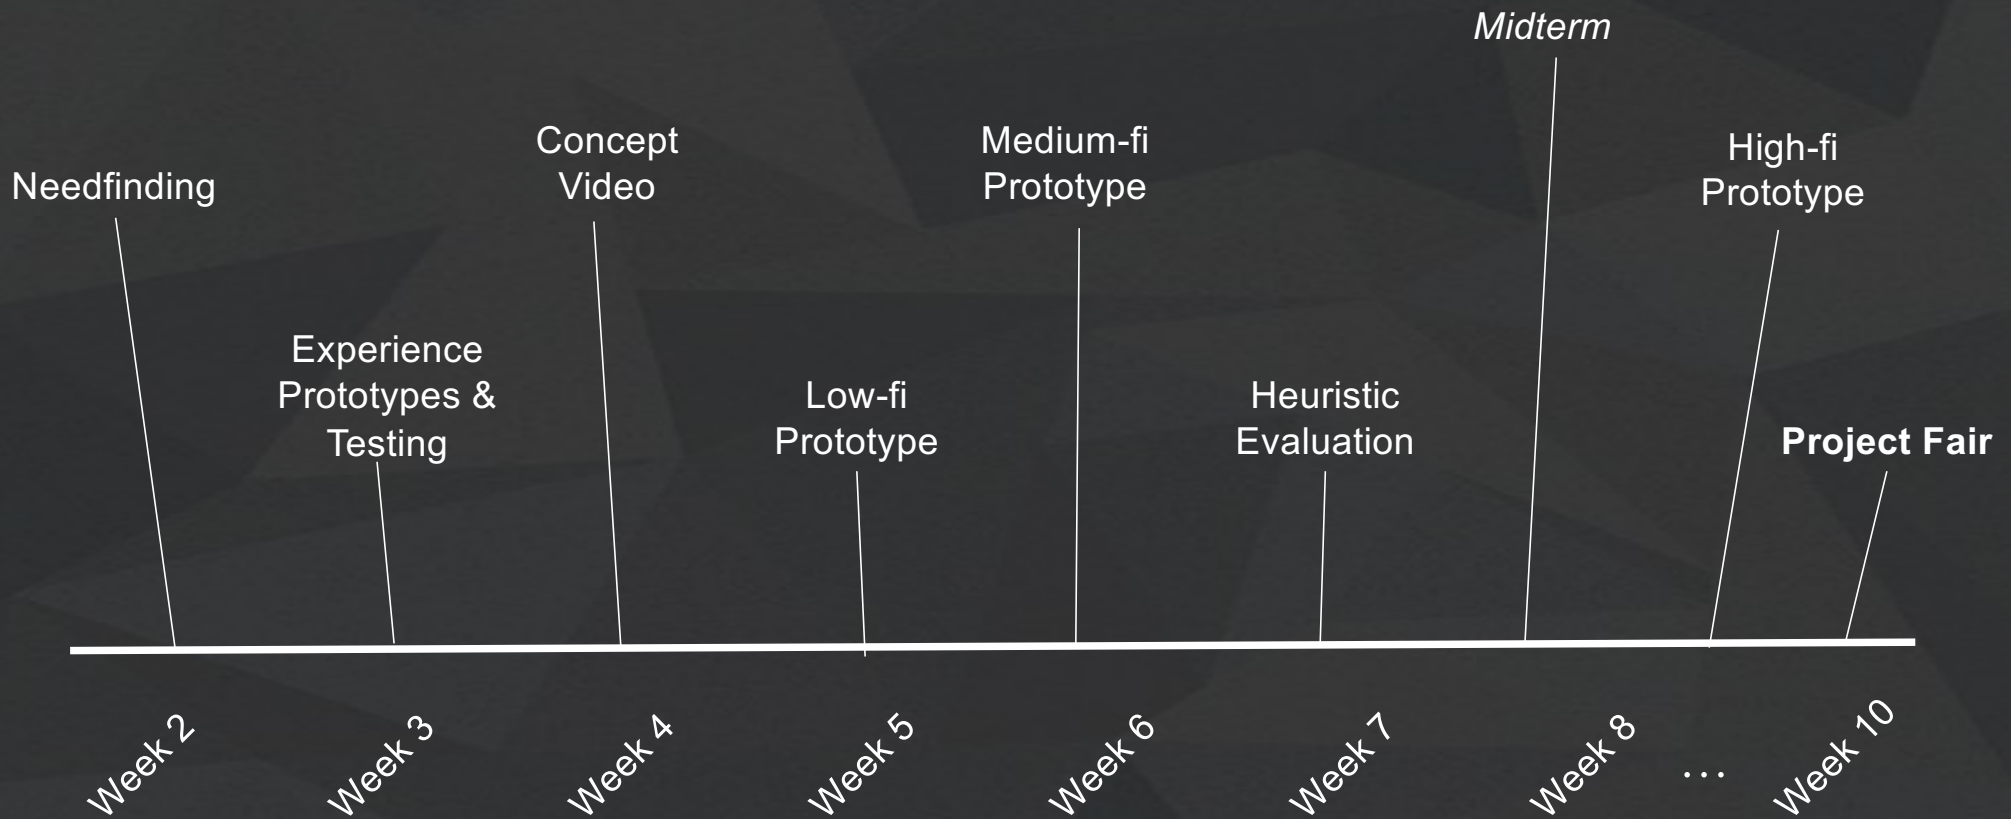 Midterm
Needfinding
Concept
Video
Medium-fi
Prototype
High-fi
Prototype
Experience
Prototypes &
Testing
Low-fi
Prototype
Heuristic
Evaluation
Project Fair
Week 2
Week 3
Week 4
Week 5
Week 6
Week 7
Week 8
...
Week 10